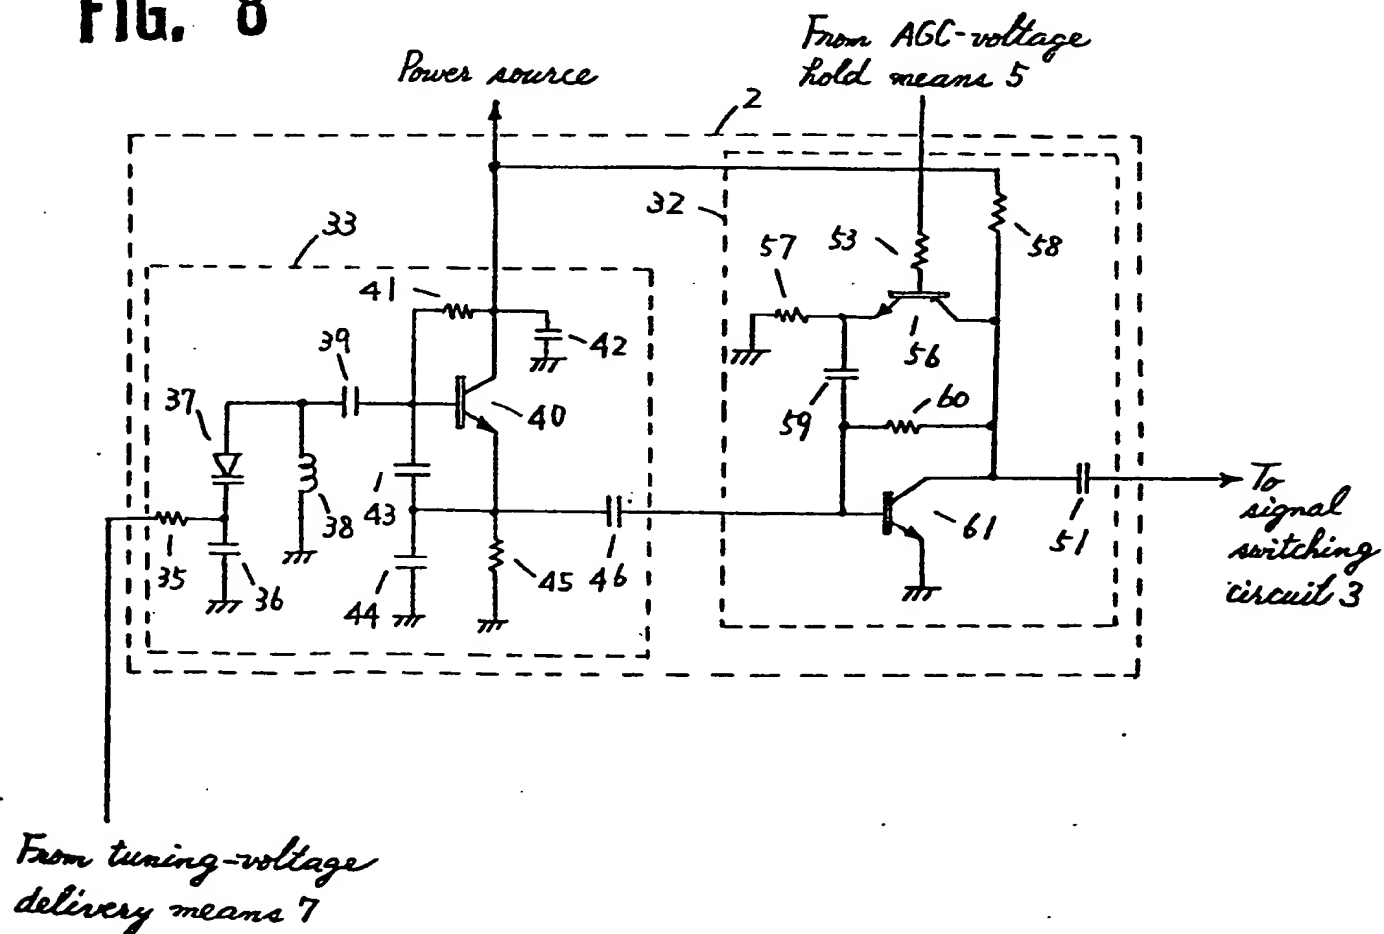 FIG. 8
From AGC-voltage
hold means 5
Power source
2
32
33
57
53
58
41
42
56
39
37
40
59
60
43
38
61
51
To
signal
switching
circuit 3
35
36
44
45
46
From tuning-voltage
delivery means 7